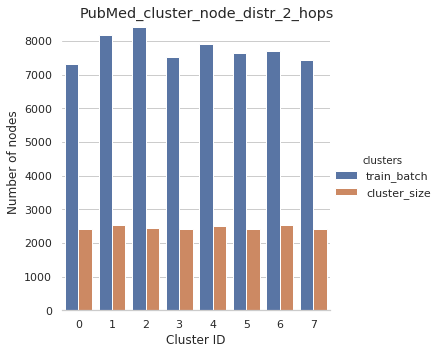 PubMed_cluster_node_distr_2_hops
Number of nodes
8000
7000
6000
5000
4000
3000
2000
1000
0
0 1 2 3 4 5 6 7
Cluster ID
clusters
train_batch
cluster_size